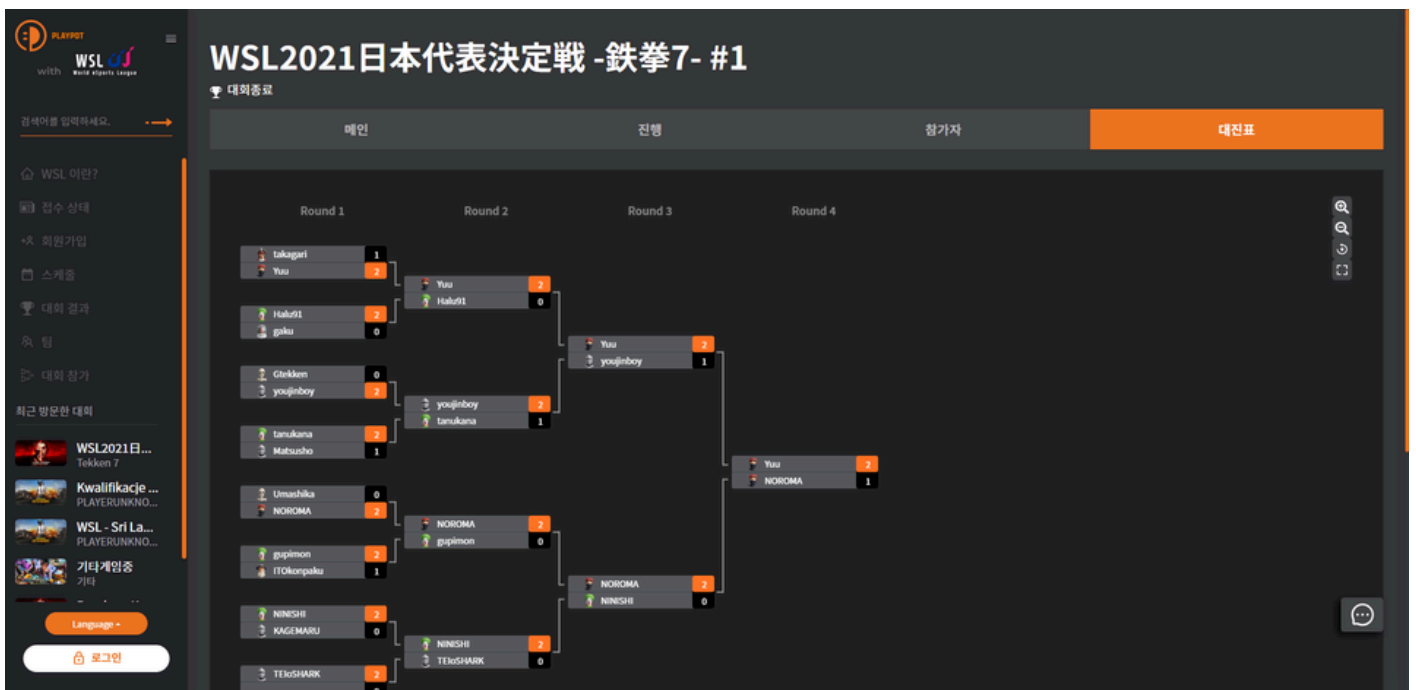 PLAYPOT
with WSL
World eSports League
검색어를 입력하세요.
WSL 이란?
접수 상태
회원가입
스케줄
대회 결과
팀
대회 참가
최근 방문한 대회
WSL2021日...
Tekken 7
Kwalifikacje ...
PLAYERUNKNO...
WSL - Sri La...
PLAYERUNKNO...
기타게임중
기타
Language
로그인
WSL2021日本代表決定戦 -鉄拳7- #1
대회종료
메인 진행 참가자 대진표
Round 1 Round 2 Round 3 Round 4
takagari 1
Yuu 2
Halu91 2
gaku 0
Gtekken 0
youjinboy 2
tanukana 2
Matsusho 1
Umashika 0
NOROMA 2
gupimon 2
ITOkonpaku 1
NINISHI 2
KAGEMARU 0
TEIoSHARK 2
Yuu 2
Halu91 0
youjinboy 2
tanukana 1
NOROMA 2
gupimon 0
NINISHI 2
TEIoSHARK 0
Yuu 2
youjinboy 1
NOROMA 2
NINISHI 0
Yuu 2
NOROMA 1